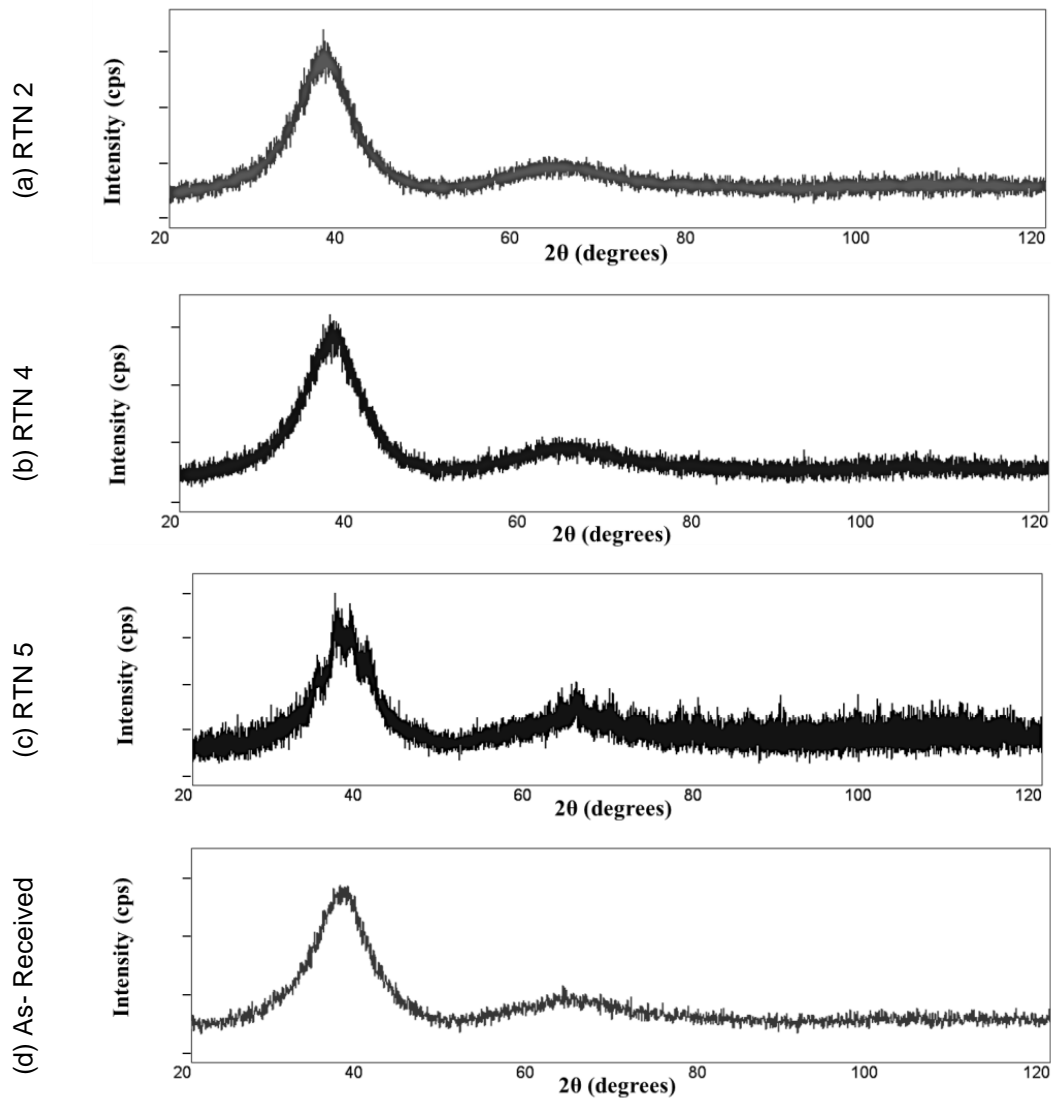 (a) RTN 2
Intensity (cps)
20 40 60 80 100 120
2θ (degrees)
(b) RTN 4
Intensity (cps)
20 40 60 80 100 120
2θ (degrees)
(c) RTN 5
Intensity (cps)
20 40 60 80 100 120
2θ (degrees)
(d) As- Received
Intensity (cps)
20 40 60 80 100 120
2θ (degrees)